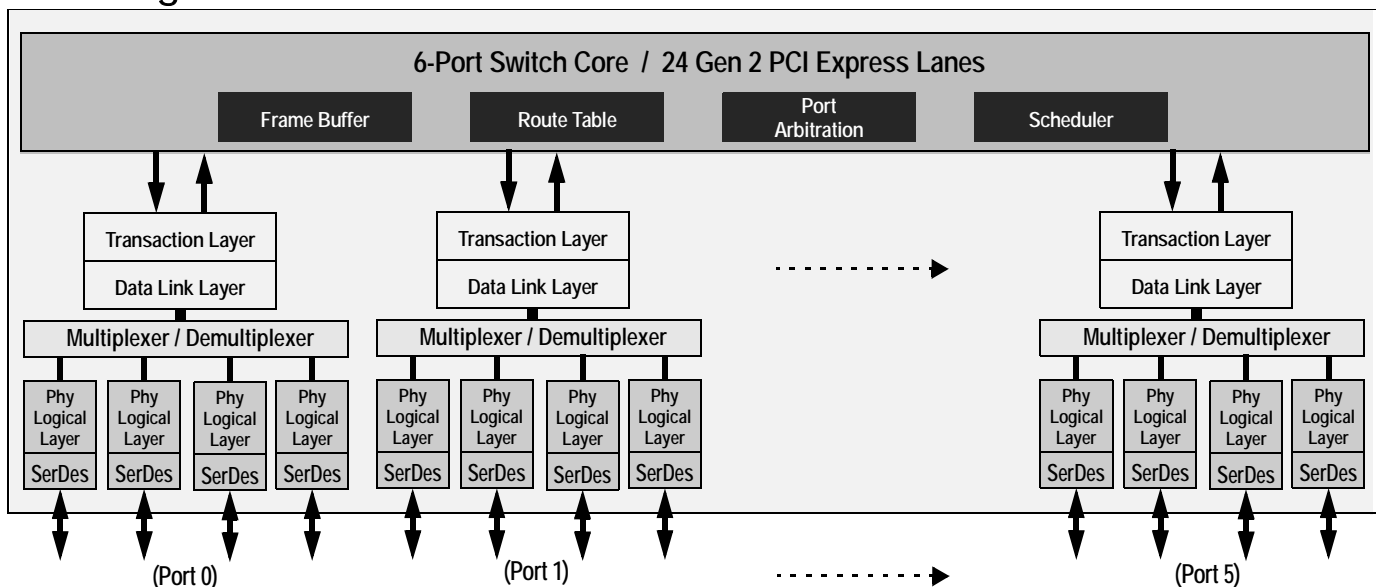 6-Port Switch Core / 24 Gen 2 PCI Express Lanes
Frame Buffer
Route Table
Port
Arbitration
Scheduler
Transaction Layer
Data Link Layer
Multiplexer / Demultiplexer
Phy
Logical
Layer
SerDes
Phy
Logical
Layer
SerDes
Phy
Logical
Layer
SerDes
Phy
Logical
Layer
SerDes
(Port 0)
Transaction Layer
Data Link Layer
Multiplexer / Demultiplexer
Phy
Logical
Layer
SerDes
Phy
Logical
Layer
SerDes
Phy
Logical
Layer
SerDes
Phy
Logical
Layer
SerDes
(Port 1)
Transaction Layer
Data Link Layer
Multiplexer / Demultiplexer
Phy
Logical
Layer
SerDes
Phy
Logical
Layer
SerDes
Phy
Logical
Layer
SerDes
Phy
Logical
Layer
SerDes
(Port 5)